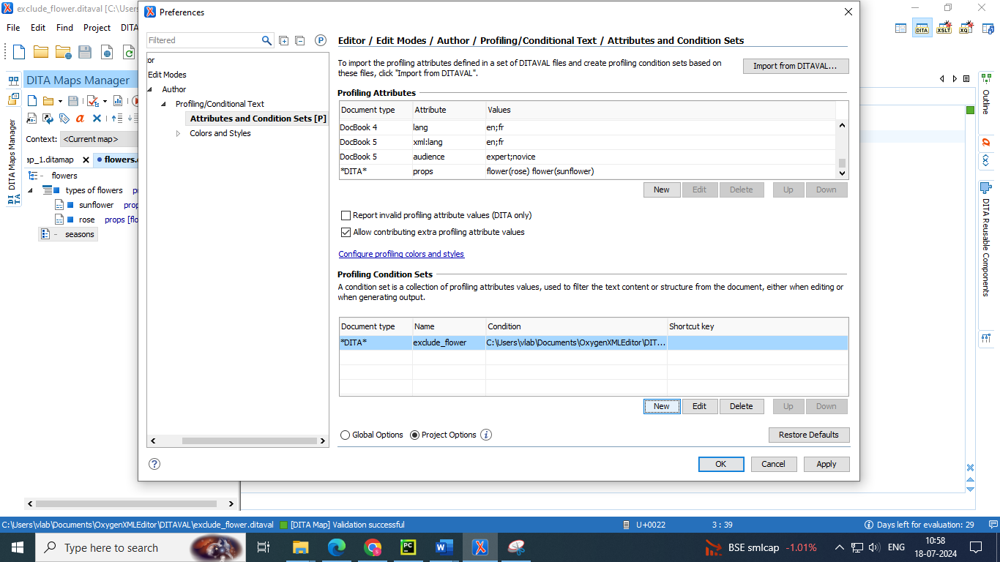 exclude_flower.ditaval [C:\Users
Preferences
File Edit Find Project DITA
DITA
XSLT
XQ
Filtered
P
Editor / Edit Modes / Author / Profiling/Conditional Text / Attributes and Condition Sets
or
Edit Modes
Author
Profiling/Conditional Text
Attributes and Condition Sets [P]
Colors and Styles
To import the profiling attributes defined in a set of DITAVAL files and create profiling condition sets based on
these files, click "Import from DITAVAL".
Import from DITAVAL...
DITA Maps Manager
Context: <Current map>
ap_1.ditamap
flowers.
flowers
types of flowers
sunflower prop
rose props [flo
seasons
DITA Maps Manager
Profiling Attributes
Document type Attribute Values
DocBook 4 lang en;fr
DocBook 5 xml:lang en;fr
DocBook 5 audience expert;novice
*DITA* props flower(rose) flower(sunflower)
New Edit Delete Up Down
Report invalid profiling attribute values (DITA only)
Allow contributing extra profiling attribute values
Configure profiling colors and styles
Profiling Condition Sets
A condition set is a collection of profiling attributes values, used to filter the text content or structure from the document, either when editing or
when generating output.
Document type Name Condition Shortcut key
*DITA* exclude_flower C:\Users\vlab\Documents\OxygenXMLEditor\DIT...
New Edit Delete Up Down
Global Options Project Options
Restore Defaults
OK Cancel Apply
Outline
DITA Reusable Components
C:\Users\vlab\Documents\OxygenXMLEditor\DITAVAL\exclude_flower.ditaval [DITA Map] Validation successful U+0022 3 : 39 Days left for evaluation: 29
Type here to search
BSE smlcap -1.01% ENG
10:58
18-07-2024